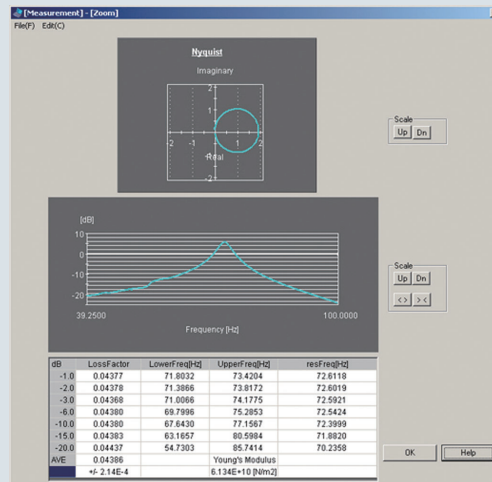 [Measurement] - [Zoom]
File(F) Edit(C)
Nyquist
Imaginary
2
1
-2 -1 1 2
Real
-2
Scale
Up Dn
[dB]
10
0
-10
-20
39.2500 100.0000
Frequency [Hz]
Scale
Up Dn
<> ><
dB LossFactor LowerFreq[Hz] UpperFreq[Hz] resFreq[Hz]
-1.0 0.04377 71.8032 73.4204 72.6118
-2.0 0.04378 71.3866 73.8172 72.6019
-3.0 0.04368 71.0066 74.1775 72.5921
-6.0 0.04380 69.7996 75.2853 72.5424
-10.0 0.04380 67.6430 77.1567 72.3999
-15.0 0.04383 63.1657 80.5984 71.8820
-20.0 0.04437 54.7303 85.7414 70.2358
AVE 0.04386 Young's Modulus
+/- 2.14E-4 6.134E+10 [N/m2]
OK Help